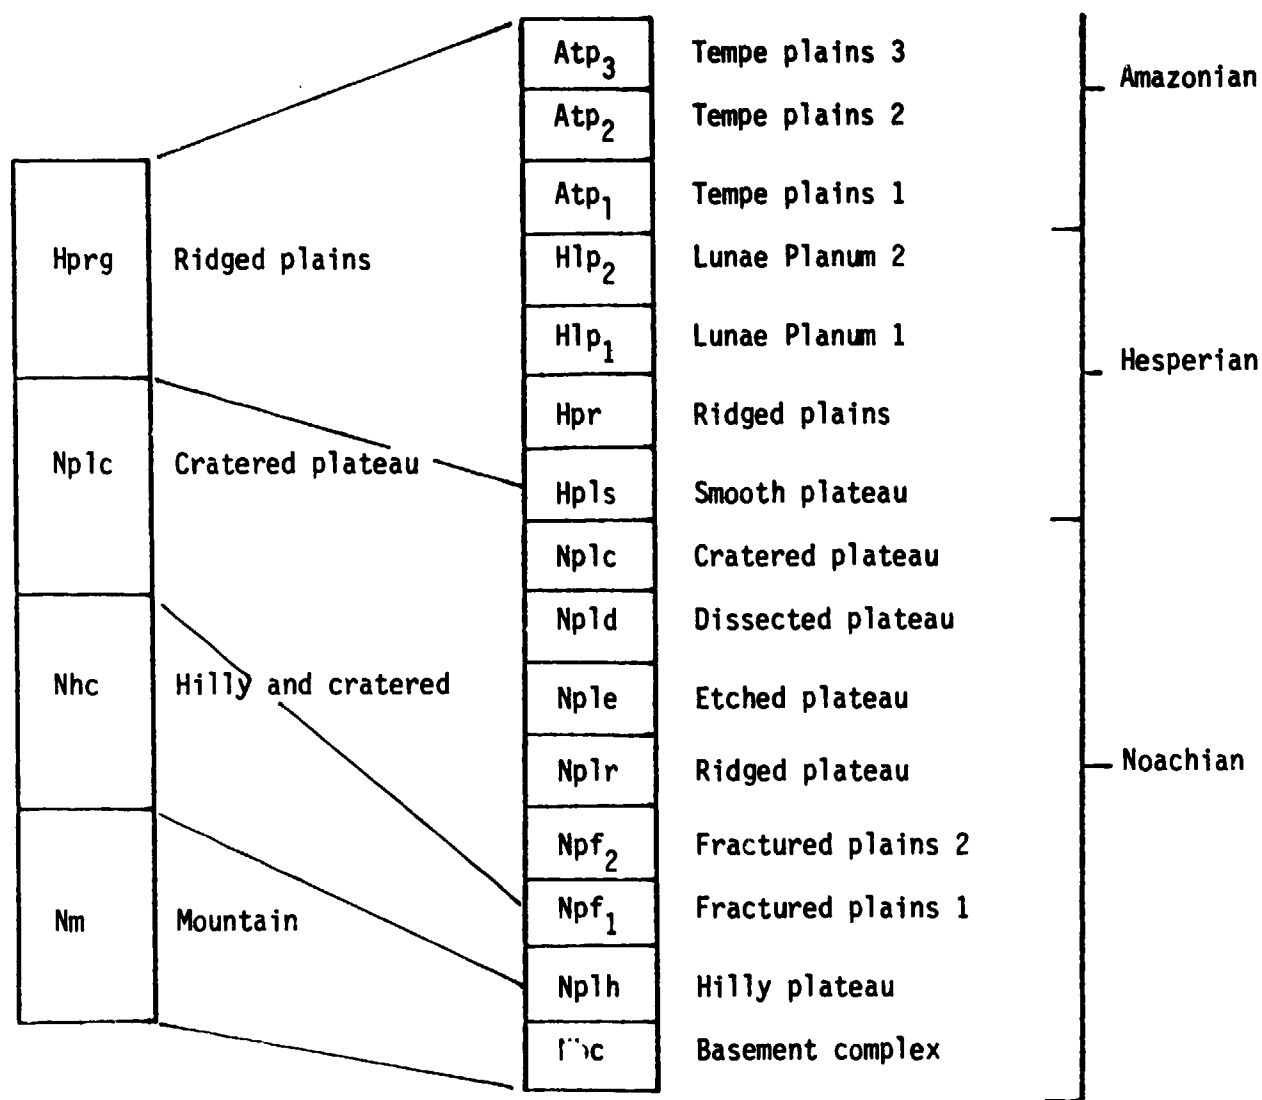 Atp3 Tempe plains 3
Amazonian
Atp2 Tempe plains 2
Atp1 Tempe plains 1
Hprg Ridged plains
Hlp2 Lunae Planum 2
Hlp1 Lunae Planum 1
Hesperian
Hpr Ridged plains
Nplc Cratered plateau
Hpls Smooth plateau
Nplc Cratered plateau
Npld Dissected plateau
Nhc Hilly and cratered
Nple Etched plateau
Nplr Ridged plateau
Noachian
Npf2 Fractured plains 2
Nm Mountain
Npf1 Fractured plains 1
Nplh Hilly plateau
Basement complex